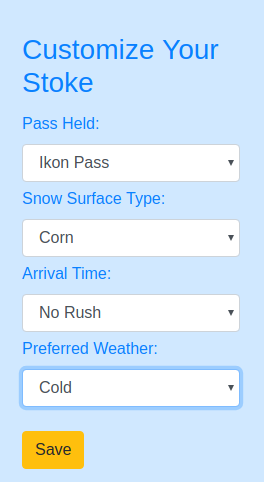 Customize Your
Stoke
Pass Held:
Ikon Pass
Snow Surface Type:
Corn
Arrival Time:
No Rush
Preferred Weather:
Cold
Save